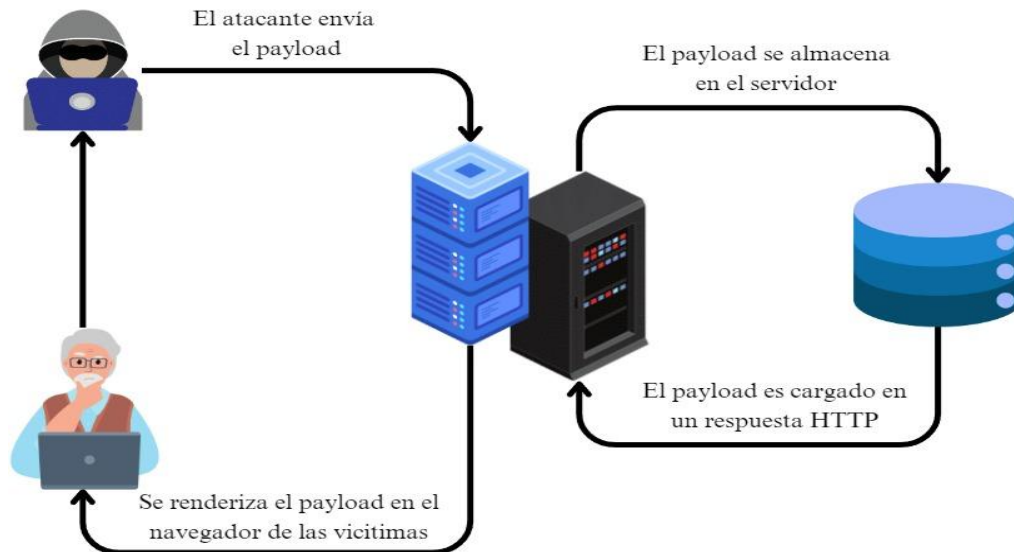 El atacante envía
el payload
El payload se almacena
en el servidor
El payload es cargado en
un respuesta HTTP
Se renderiza el payload en el
navegador de las vicitimas